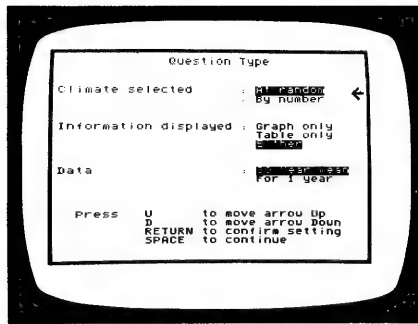 Question Type
Climate selected : At random ←
: By number
Information displayed : Graph only
Table only
Either
Data : year mean
For 1 year
Press U to move arrow Up
D to move arrow Down
RETURN to confirm setting
SPACE to continue